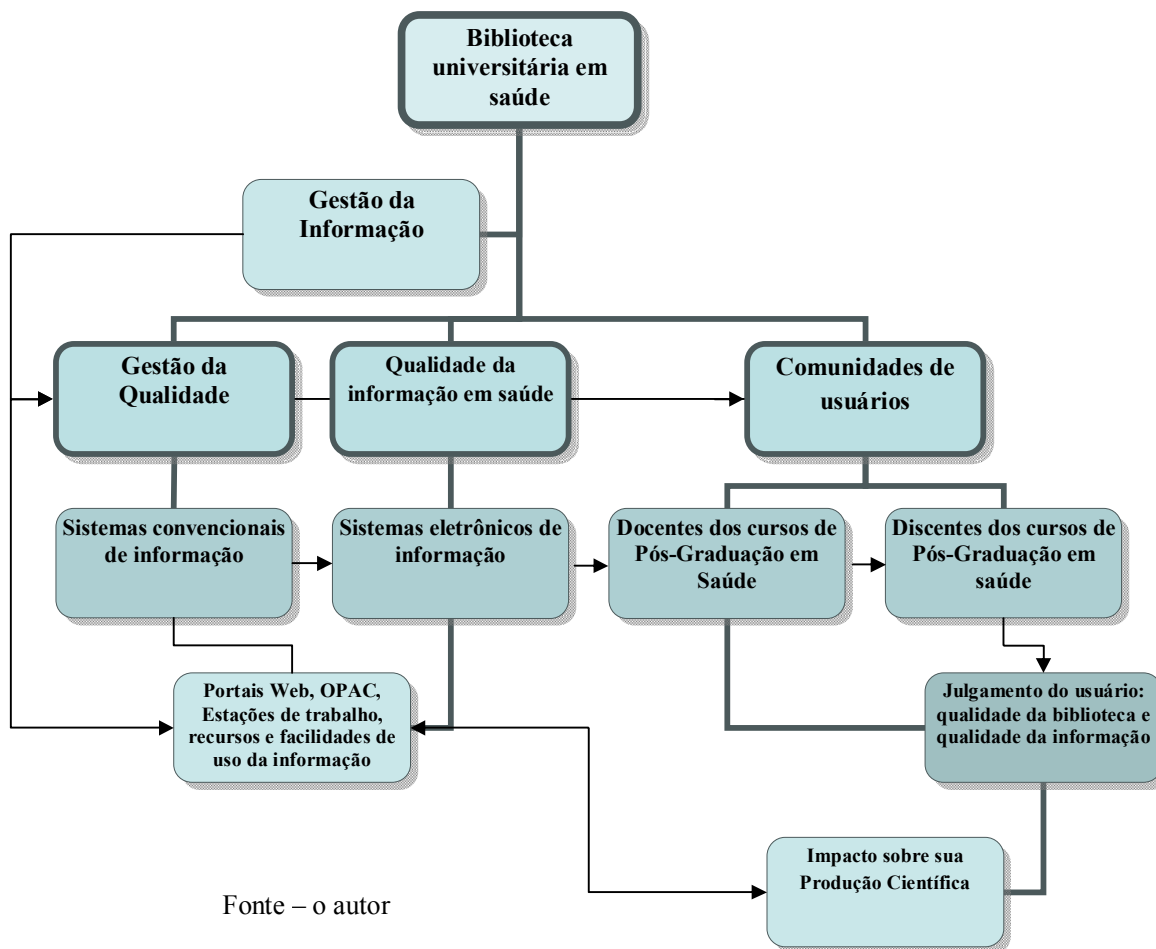 Biblioteca
universitária em
saúde
Gestão da
Informação
Gestão da
Qualidade
Qualidade da
informação em saúde
Comunidades de
usuários
Sistemas convencionais
de informação
Sistemas eletrônicos de
informação
Docentes dos cursos de
Pós-Graduação em
Saúde
Discentes dos cursos de
Pós-Graduação em
saúde
Portais Web, OPAC,
Estações de trabalho,
recursos e facilidades de
uso da informação
Julgamento do usuário:
qualidade da biblioteca e
qualidade da informação
Impacto sobre sua
Produção Científica
Fonte – o autor